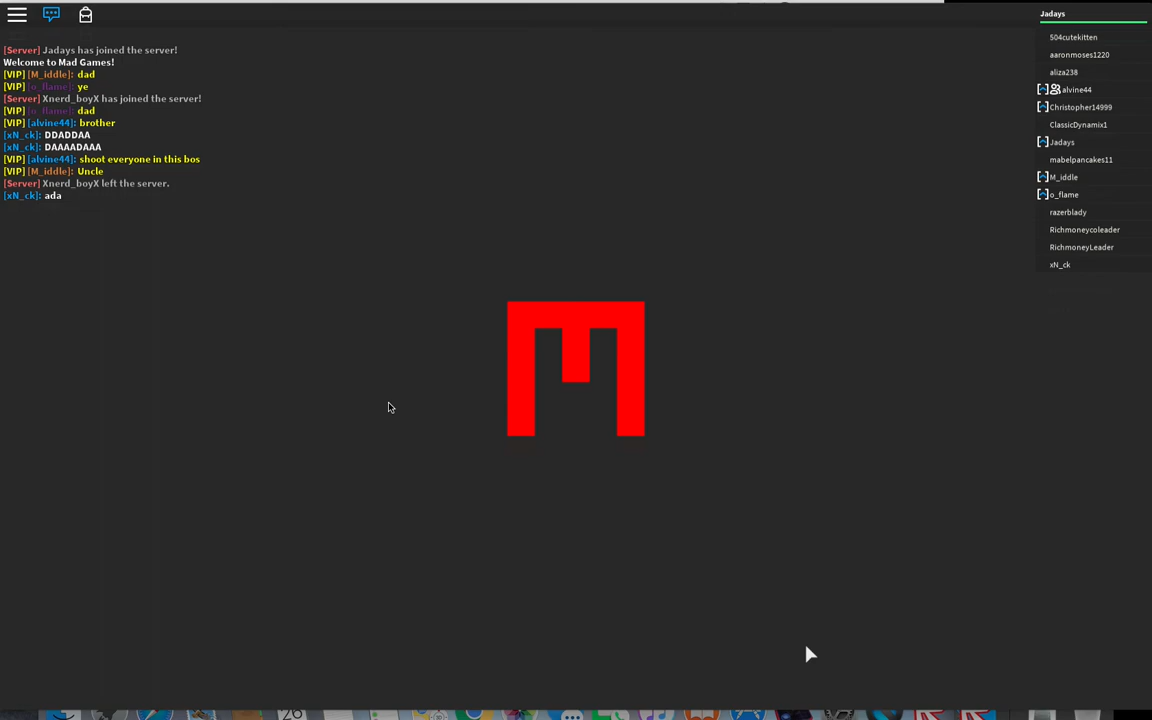 Jadays
[Server] Jadays has joined the server!
Welcome to Mad Games!
[VIP] [M_iddle]: dad
[VIP] [o_flame]: ye
[Server] Xnerd_boyX has joined the server!
[VIP] [o_flame]: dad
[VIP] [alvine44]: brother
[xN_ck]: DDADDAA
[xN_ck]: DAAAADAAA
[VIP] [alvine44]: shoot everyone in this bos
[VIP] [M_iddle]: Uncle
[Server] Xnerd_boyX left the server.
[xN_ck]: ada
504cutekitten
aaronmoses1220
aliza238
alvine44
Christopher14999
ClassicDynamix1
Jadays
mabelpancakes11
M_iddle
o_flame
razerblady
Richmoneycoleader
RichmoneyLeader
xN_ck
M
26